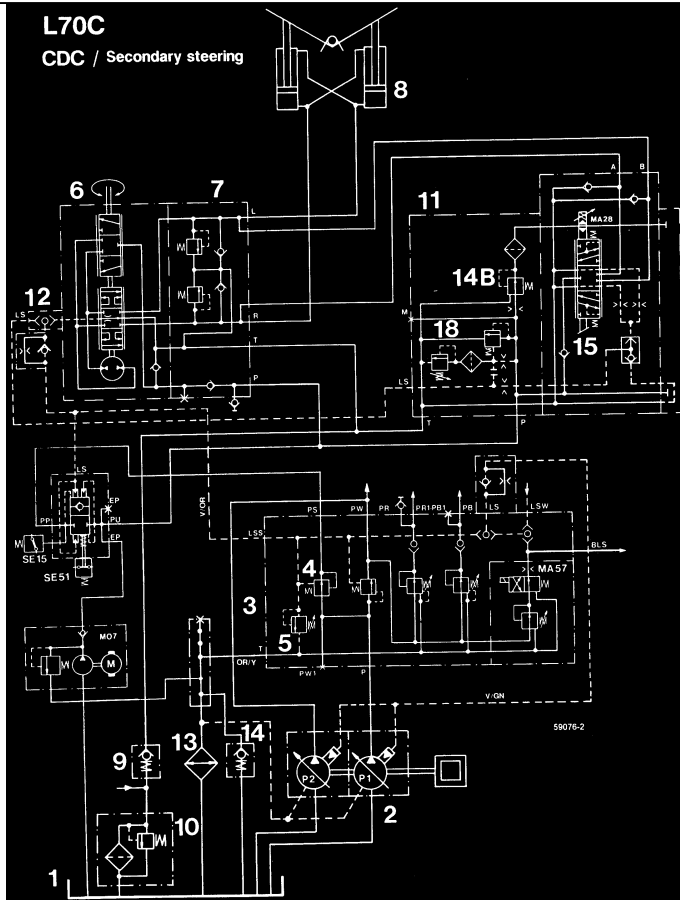 L70C
CDC / Secondary steering
8
6
7
11
A
B
MA28
L
14B
12
LS
M
R
18
15
T
LS
P
T
P
LS
V/OR
EP
PS
PW
PR
PR1
PB1
PB
LS
LSW
PP
PU
LSS
BLS
EP
SE15
4
MA57
SE51
3
5
MO7
M
T
OR/Y
PW1
P
V/GN
59076-2
13
14
9
P2
P1
2
10
1